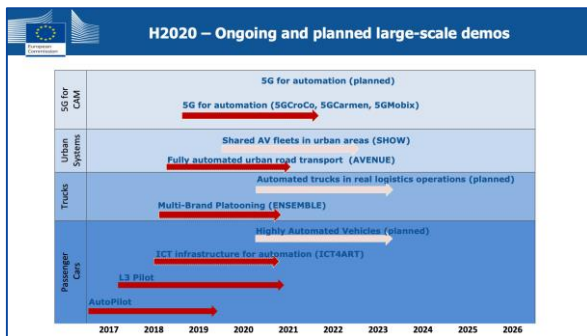 European
Commission
H2020 – Ongoing and planned large-scale demos
5G for
CAM
5G for automation (planned)
5G for automation (5GCroCo, 5GCarmen, 5GMobix)
Urban
Systems
Shared AV fleets in urban areas (SHOW)
Fully automated urban road transport (AVENUE)
Trucks
Automated trucks in real logistics operations (planned)
Multi-Brand Platooning (ENSEMBLE)
Passenger
Cars
Highly Automated Vehicles (planned)
ICT infrastructure for automation (ICT4ART)
L3 Pilot
AutoPilot
2017 2018 2019 2020 2021 2022 2023 2024 2025 2026